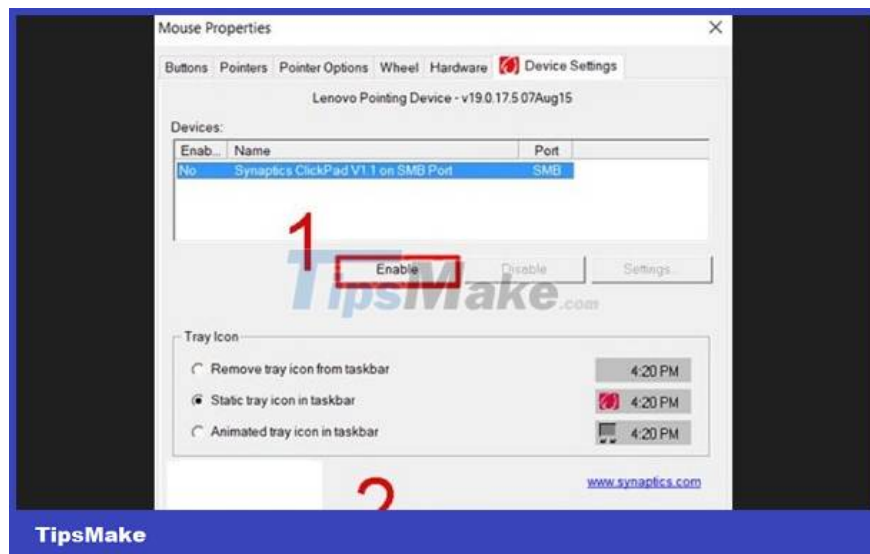 Mouse Properties
Buttons Pointers Pointer Options Wheel Hardware Device Settings
Lenovo Pointing Device - v19.0.17.5 07Aug15
Devices:
Enab... Name Port
No Synaptics ClickPad V1.1 on SMB Port SMB
1
Enable Disable Settings...
TipsMake.com
Tray Icon
Remove tray icon from taskbar 4:20 PM
Static tray icon in taskbar 4:20 PM
Animated tray icon in taskbar 4:20 PM
2
www.synaptics.com
TipsMake